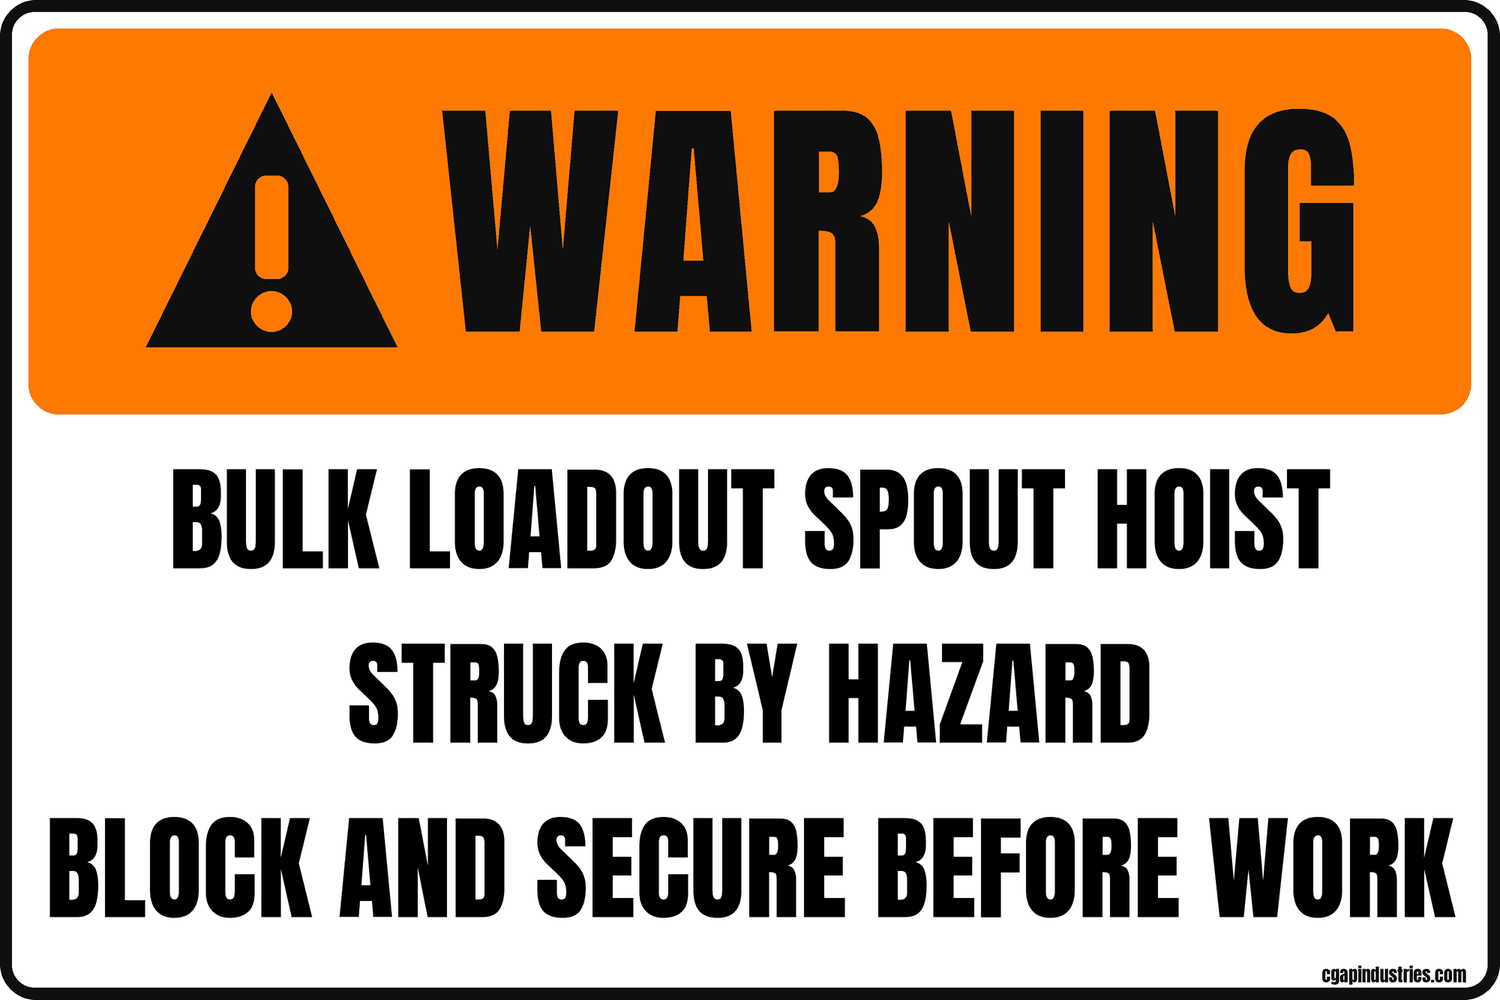 WARNING
BULK LOADOUT SPOUT HOIST
STRUCK BY HAZARD
BLOCK AND SECURE BEFORE WORK
cgapindustries.com